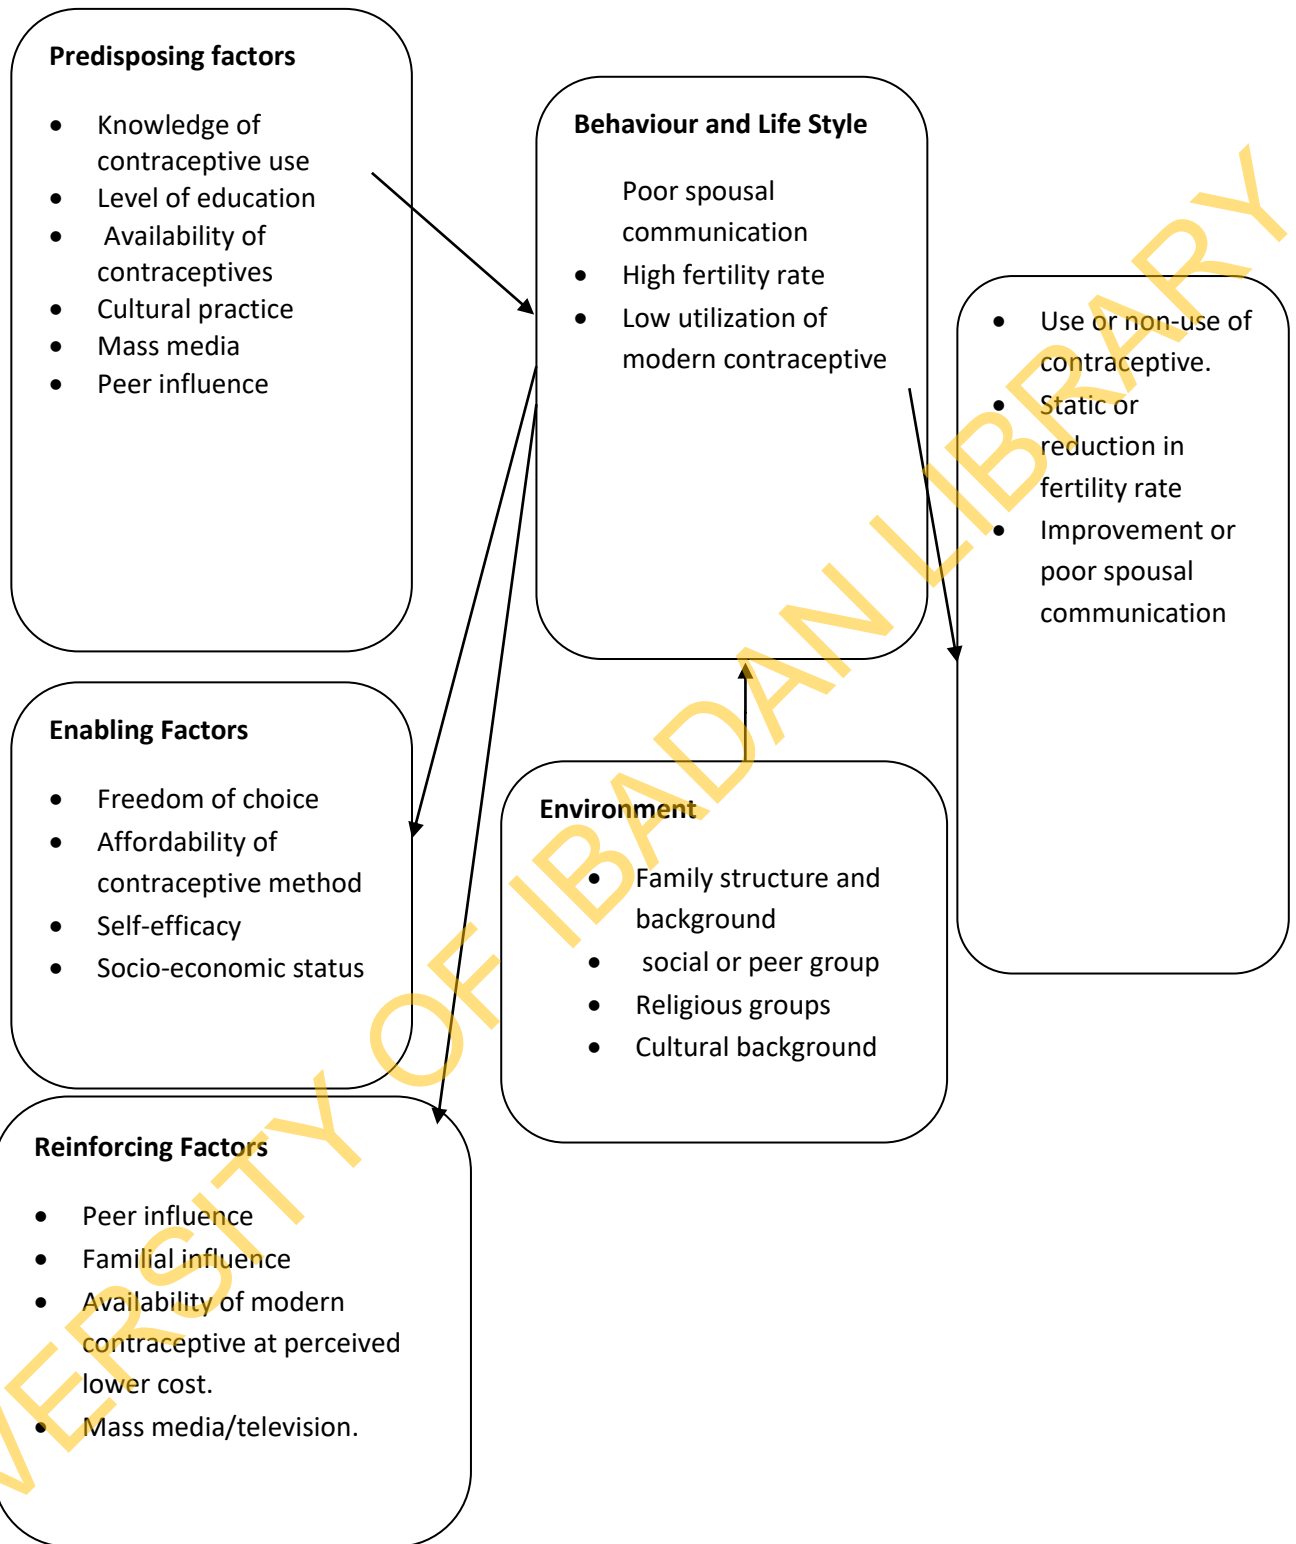 Predisposing factors
• Knowledge of
contraceptive use
• Level of education
• Availability of
contraceptives
• Cultural practice
• Mass media
• Peer influence
Behaviour and Life Style
Poor spousal
communication
• High fertility rate
• Low utilization of
modern contraceptive
• Use or non-use of
contraceptive.
• Static or
reduction in
fertility rate
• Improvement or
poor spousal
communication
Enabling Factors
• Freedom of choice
• Affordability of
contraceptive method
• Self-efficacy
• Socio-economic status
Environment
• Family structure and
background
• social or peer group
• Religious groups
• Cultural background
Reinforcing Factors
• Peer influence
• Familial influence
• Availability of modern
contraceptive at perceived
lower cost.
• Mass media/television.
VERSITY OF IBADAN LIBRARY